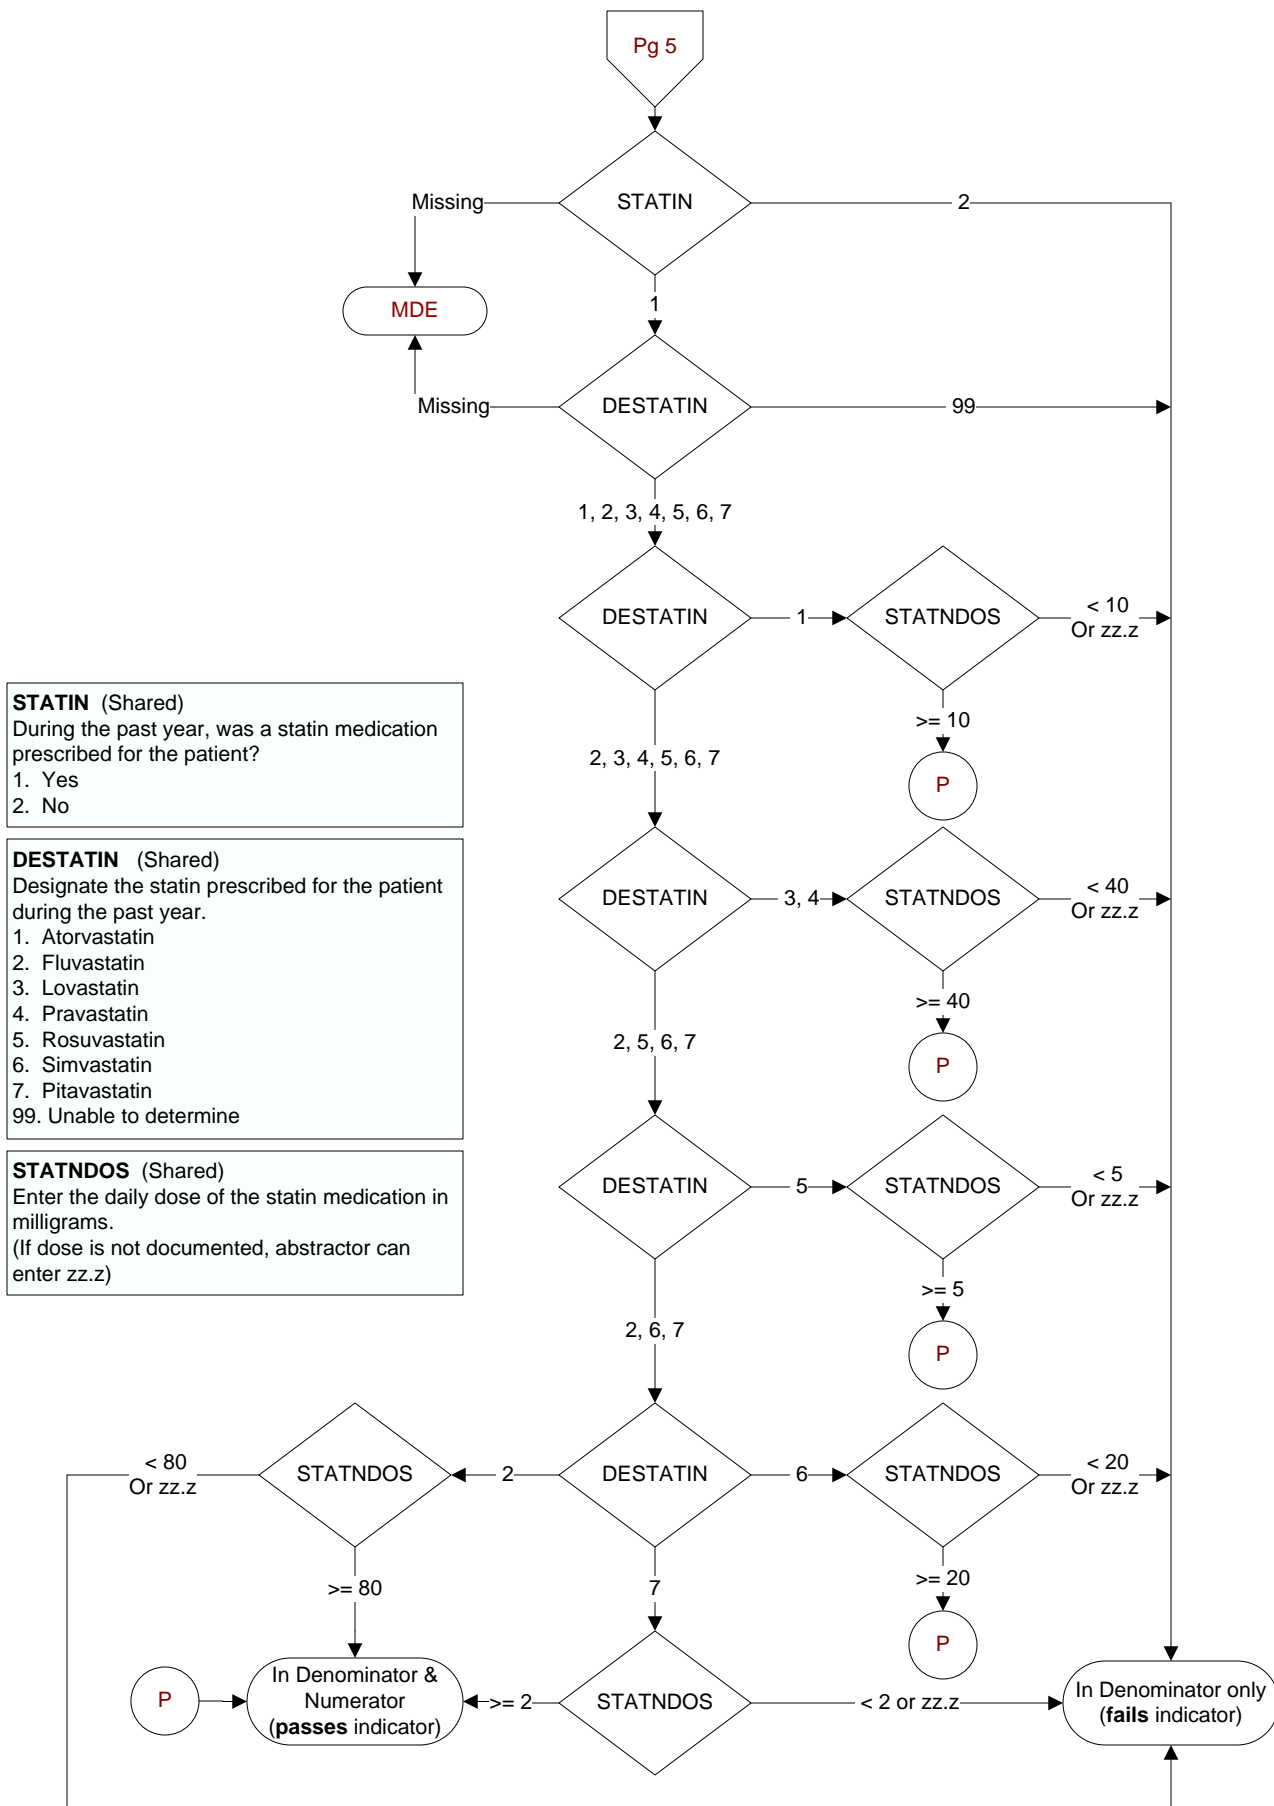 Pg 5
STATIN
Missing
2
MDE
1
DESTATIN
Missing
99
1, 2, 3, 4, 5, 6, 7
DESTATIN
1
STATNDOS
< 10
Or zz.z
>= 10
P
2, 3, 4, 5, 6, 7
STATIN (Shared)
During the past year, was a statin medication
prescribed for the patient?
1. Yes
2. No
DESTATIN (Shared)
Designate the statin prescribed for the patient
during the past year.
1. Atorvastatin
2. Fluvastatin
3. Lovastatin
4. Pravastatin
5. Rosuvastatin
6. Simvastatin
7. Pitavastatin
99. Unable to determine
STATNDOS (Shared)
Enter the daily dose of the statin medication in
milligrams.
(If dose is not documented, abstractor can
enter zz.z)
DESTATIN
3, 4
STATNDOS
< 40
Or zz.z
>= 40
P
2, 5, 6, 7
DESTATIN
5
STATNDOS
< 5
Or zz.z
>= 5
P
2, 6, 7
< 80
Or zz.z
STATNDOS
2
DESTATIN
6
STATNDOS
< 20
Or zz.z
>= 80
7
>= 20
P
P
In Denominator &
Numerator
(passes indicator)
>= 2
STATNDOS
< 2 or zz.z
In Denominator only
(fails indicator)